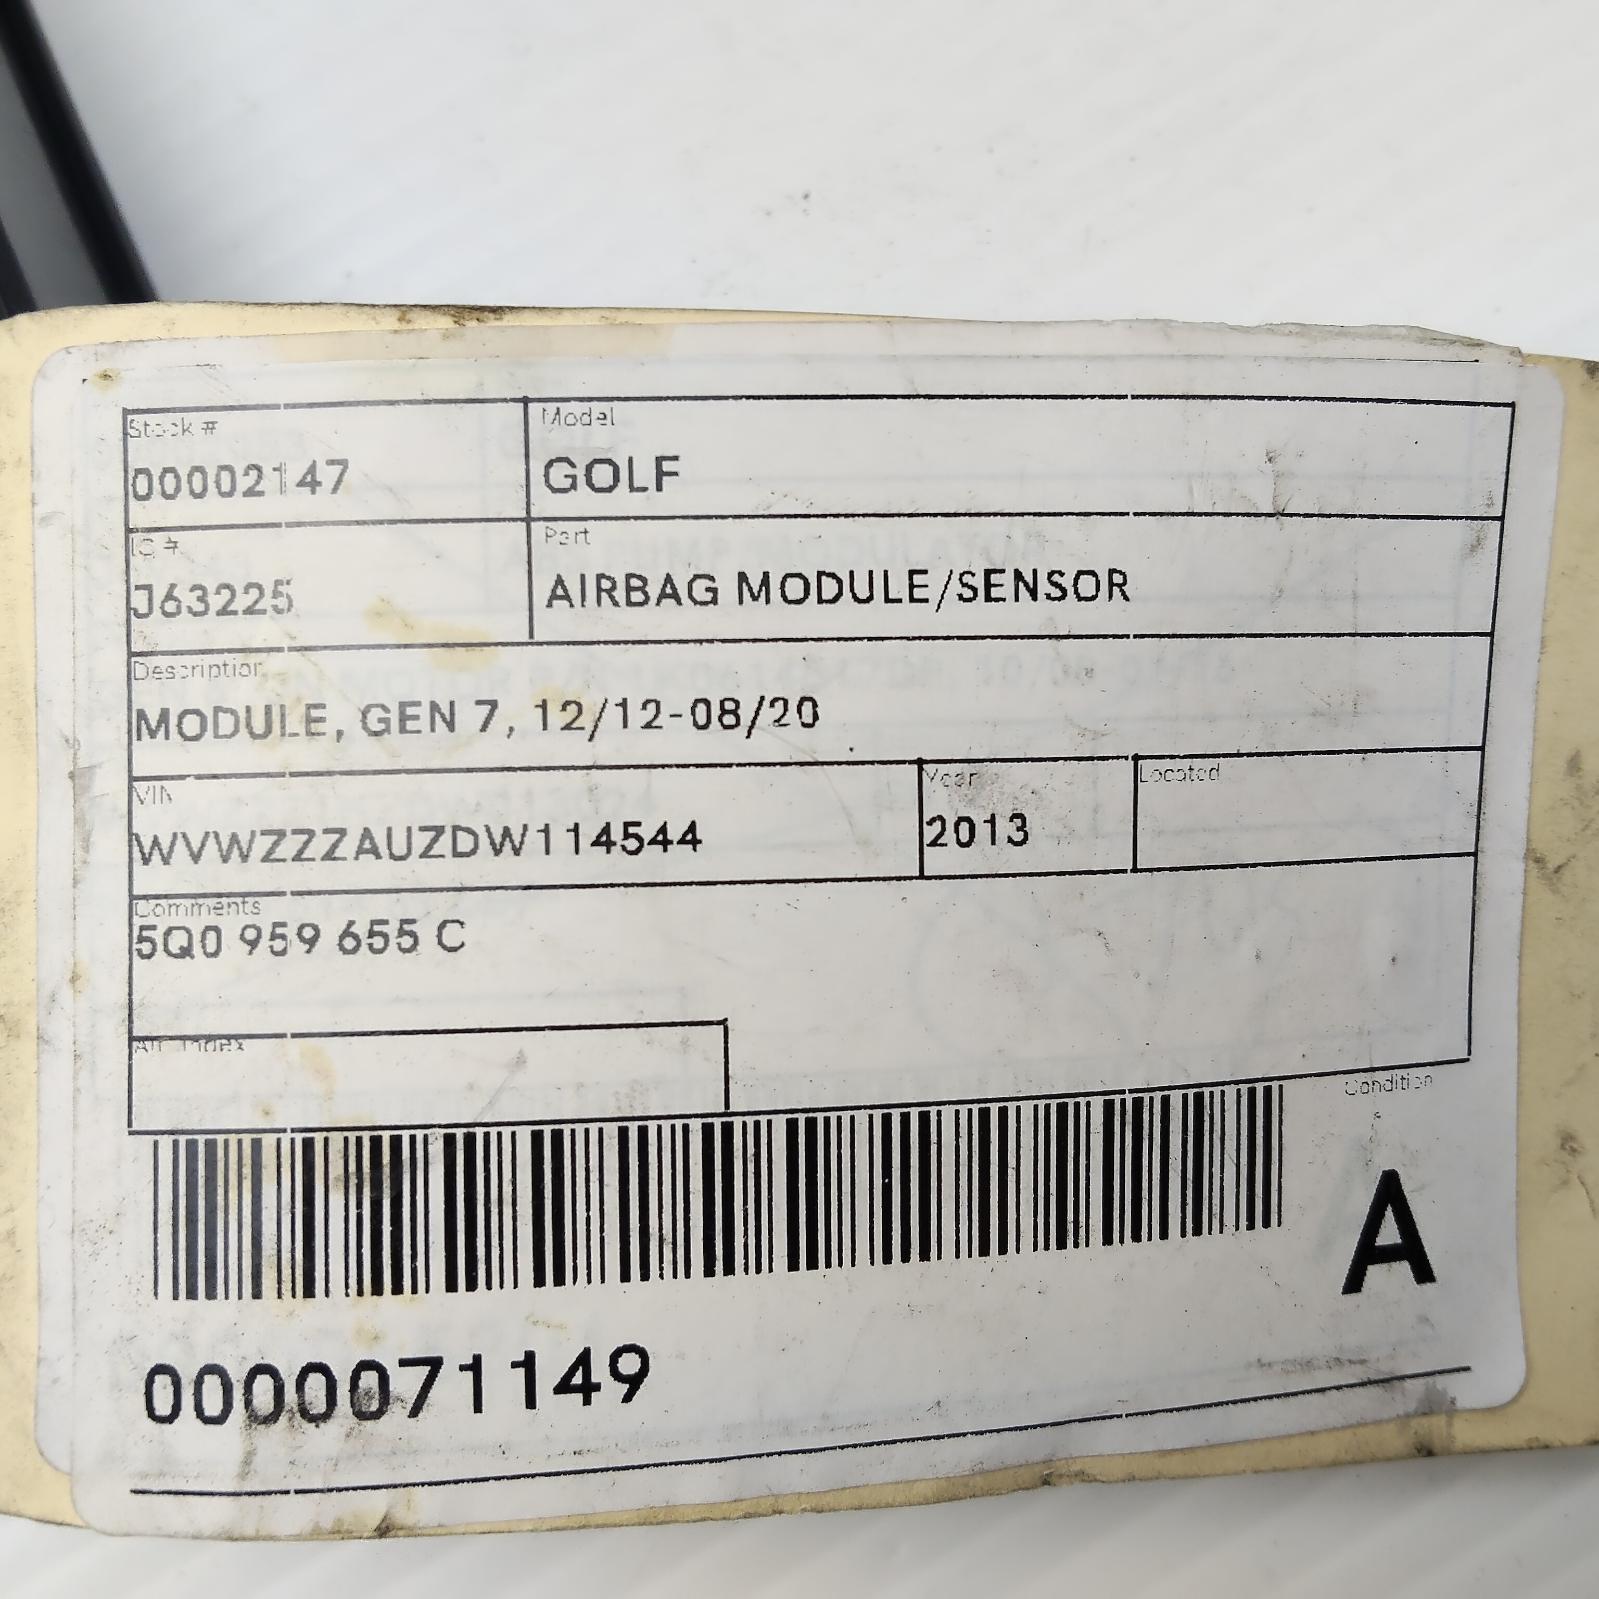 Stock #
Model
00002147
GOLF
IC #
Part
J63225
AIRBAG MODULE/SENSOR
Description
MODULE, GEN 7, 12/12-08/20
VIN
Year
Located
WVWZZZAUZDW114544
2013
Comments
5Q0 959 655 C
Index
Condition
A
0000071149